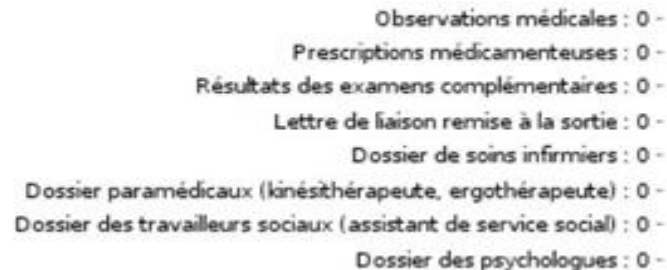 Observations médicales : 0 -
Prescriptions médicamenteuses : 0 -
Résultats des examens complémentaires : 0 -
Lettre de liaison remise à la sortie : 0 -
Dossier de soins infirmiers : 0 -
Dossier paramédicaux (kinésithérapeute, ergothérapeute) : 0 -
Dossier des travailleurs sociaux (assistant de service social) : 0 -
Dossier des psychologues : 0 -